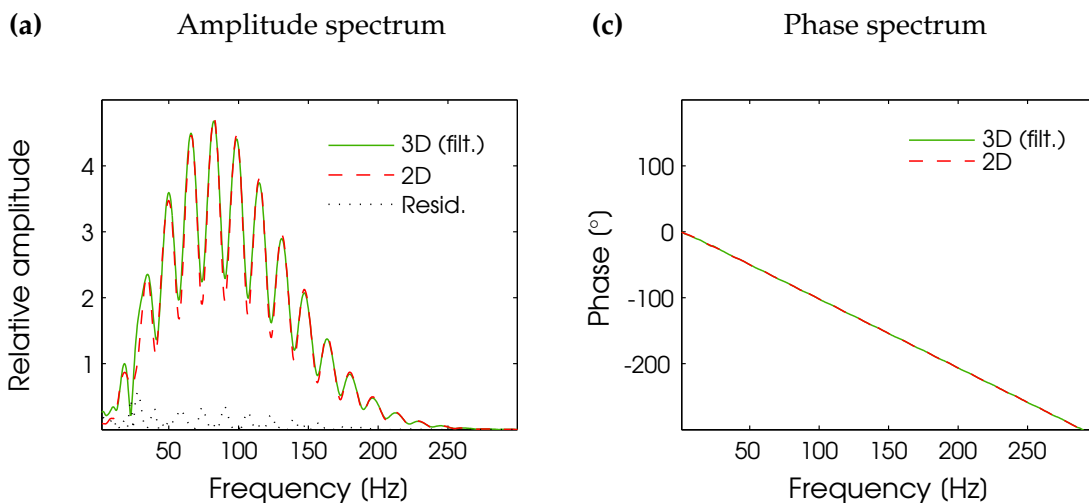 (a) Amplitude spectrum
Relative amplitude
4
3
2
1
3D (filt.)
2D
Resid.
50 100 150 200 250
Frequency (Hz)
(c) Phase spectrum
Phase (°)
100
0
-100
-200
3D (filt.)
2D
50 100 150 200 250
Frequency (Hz)